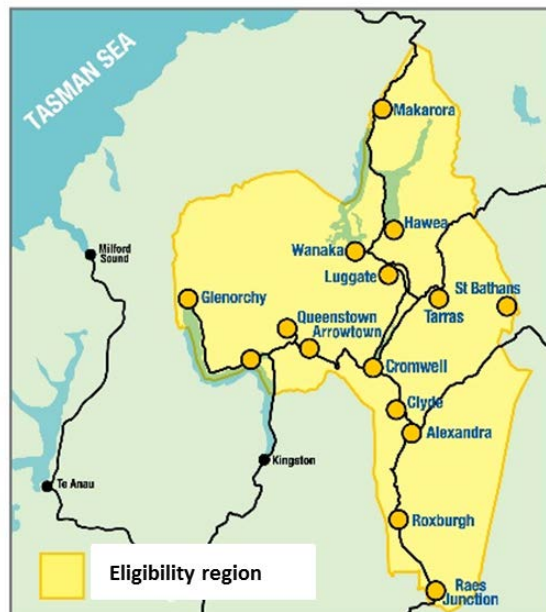 TASMAN SEA
Makarora
Hawea
Wanaka
Milford
Sound
Luggate
St Bathans
Glenorchy
Tarras
Queenstown
Arrowtown
Cromwell
Clyde
Alexandra
Kingston
Te Anau
Roxburgh
Eligibility region
Raes
Junction